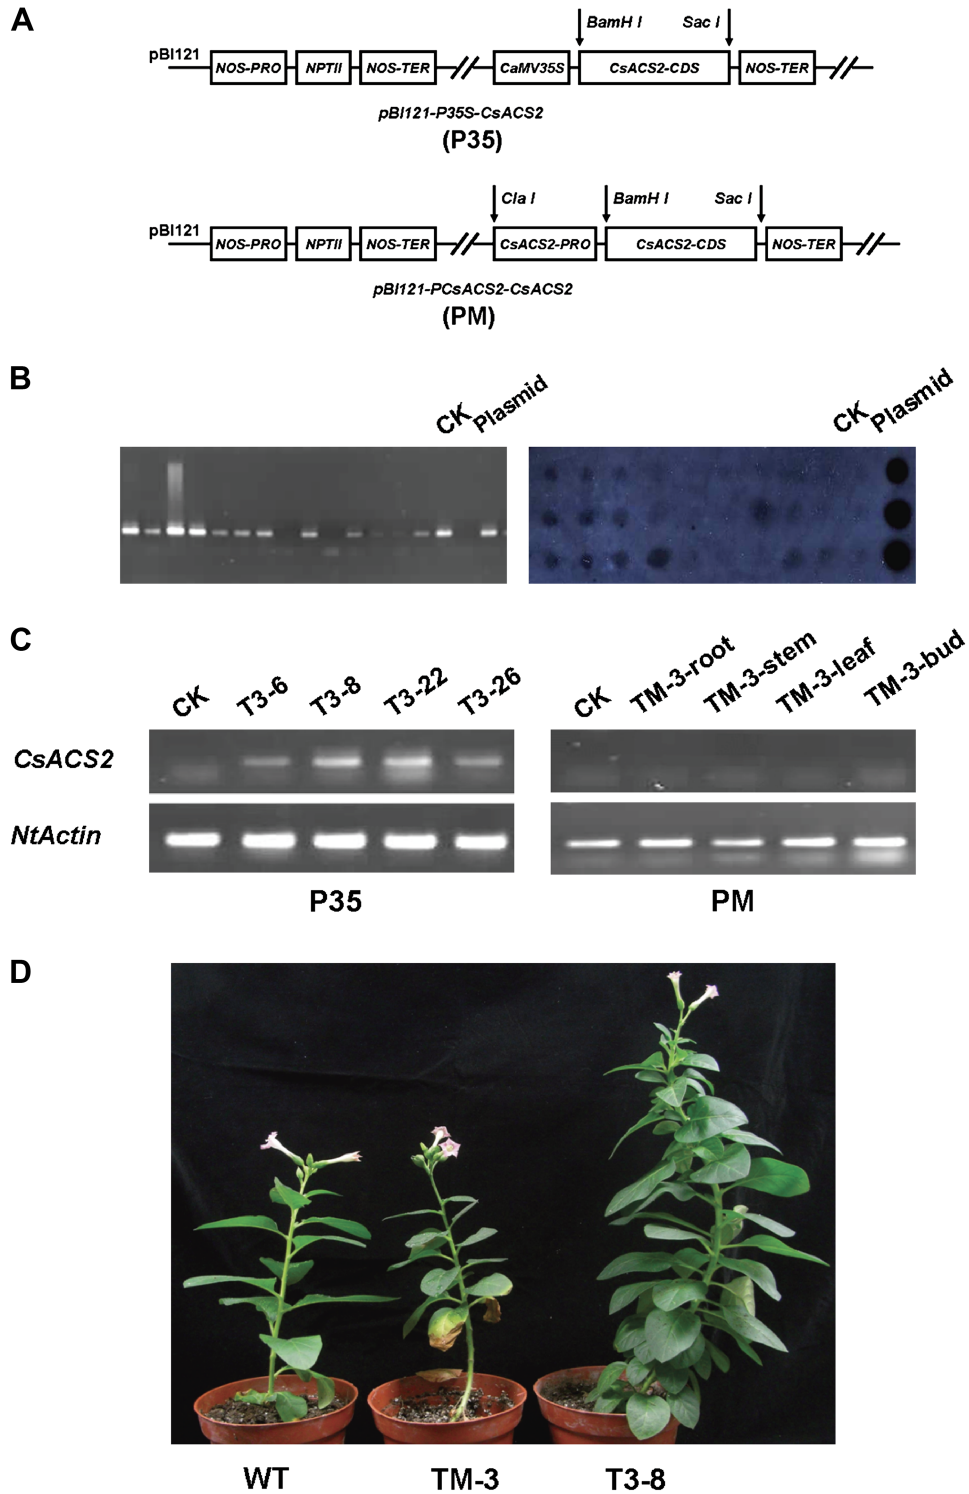 A
BamH I Sac I
pBI121
NOS-PRO NPTII NOS-TER CaMV35S CsACS2-CDS NOS-TER
pBI121-P35S-CsACS2
(P35)
Cla I BamH I Sac I
pBI121
NOS-PRO NPTII NOS-TER CsACS2-PRO CsACS2-CDS NOS-TER
pBI121-PCsACS2-CsACS2
(PM)
B
CK Plasmid CK Plasmid
C
CK T3-6 T3-8 T3-22 T3-26 CK TM-3-root TM-3-stem TM-3-leaf TM-3-bud
CsACS2
NtActin
P35 PM
D
WT TM-3 T3-8